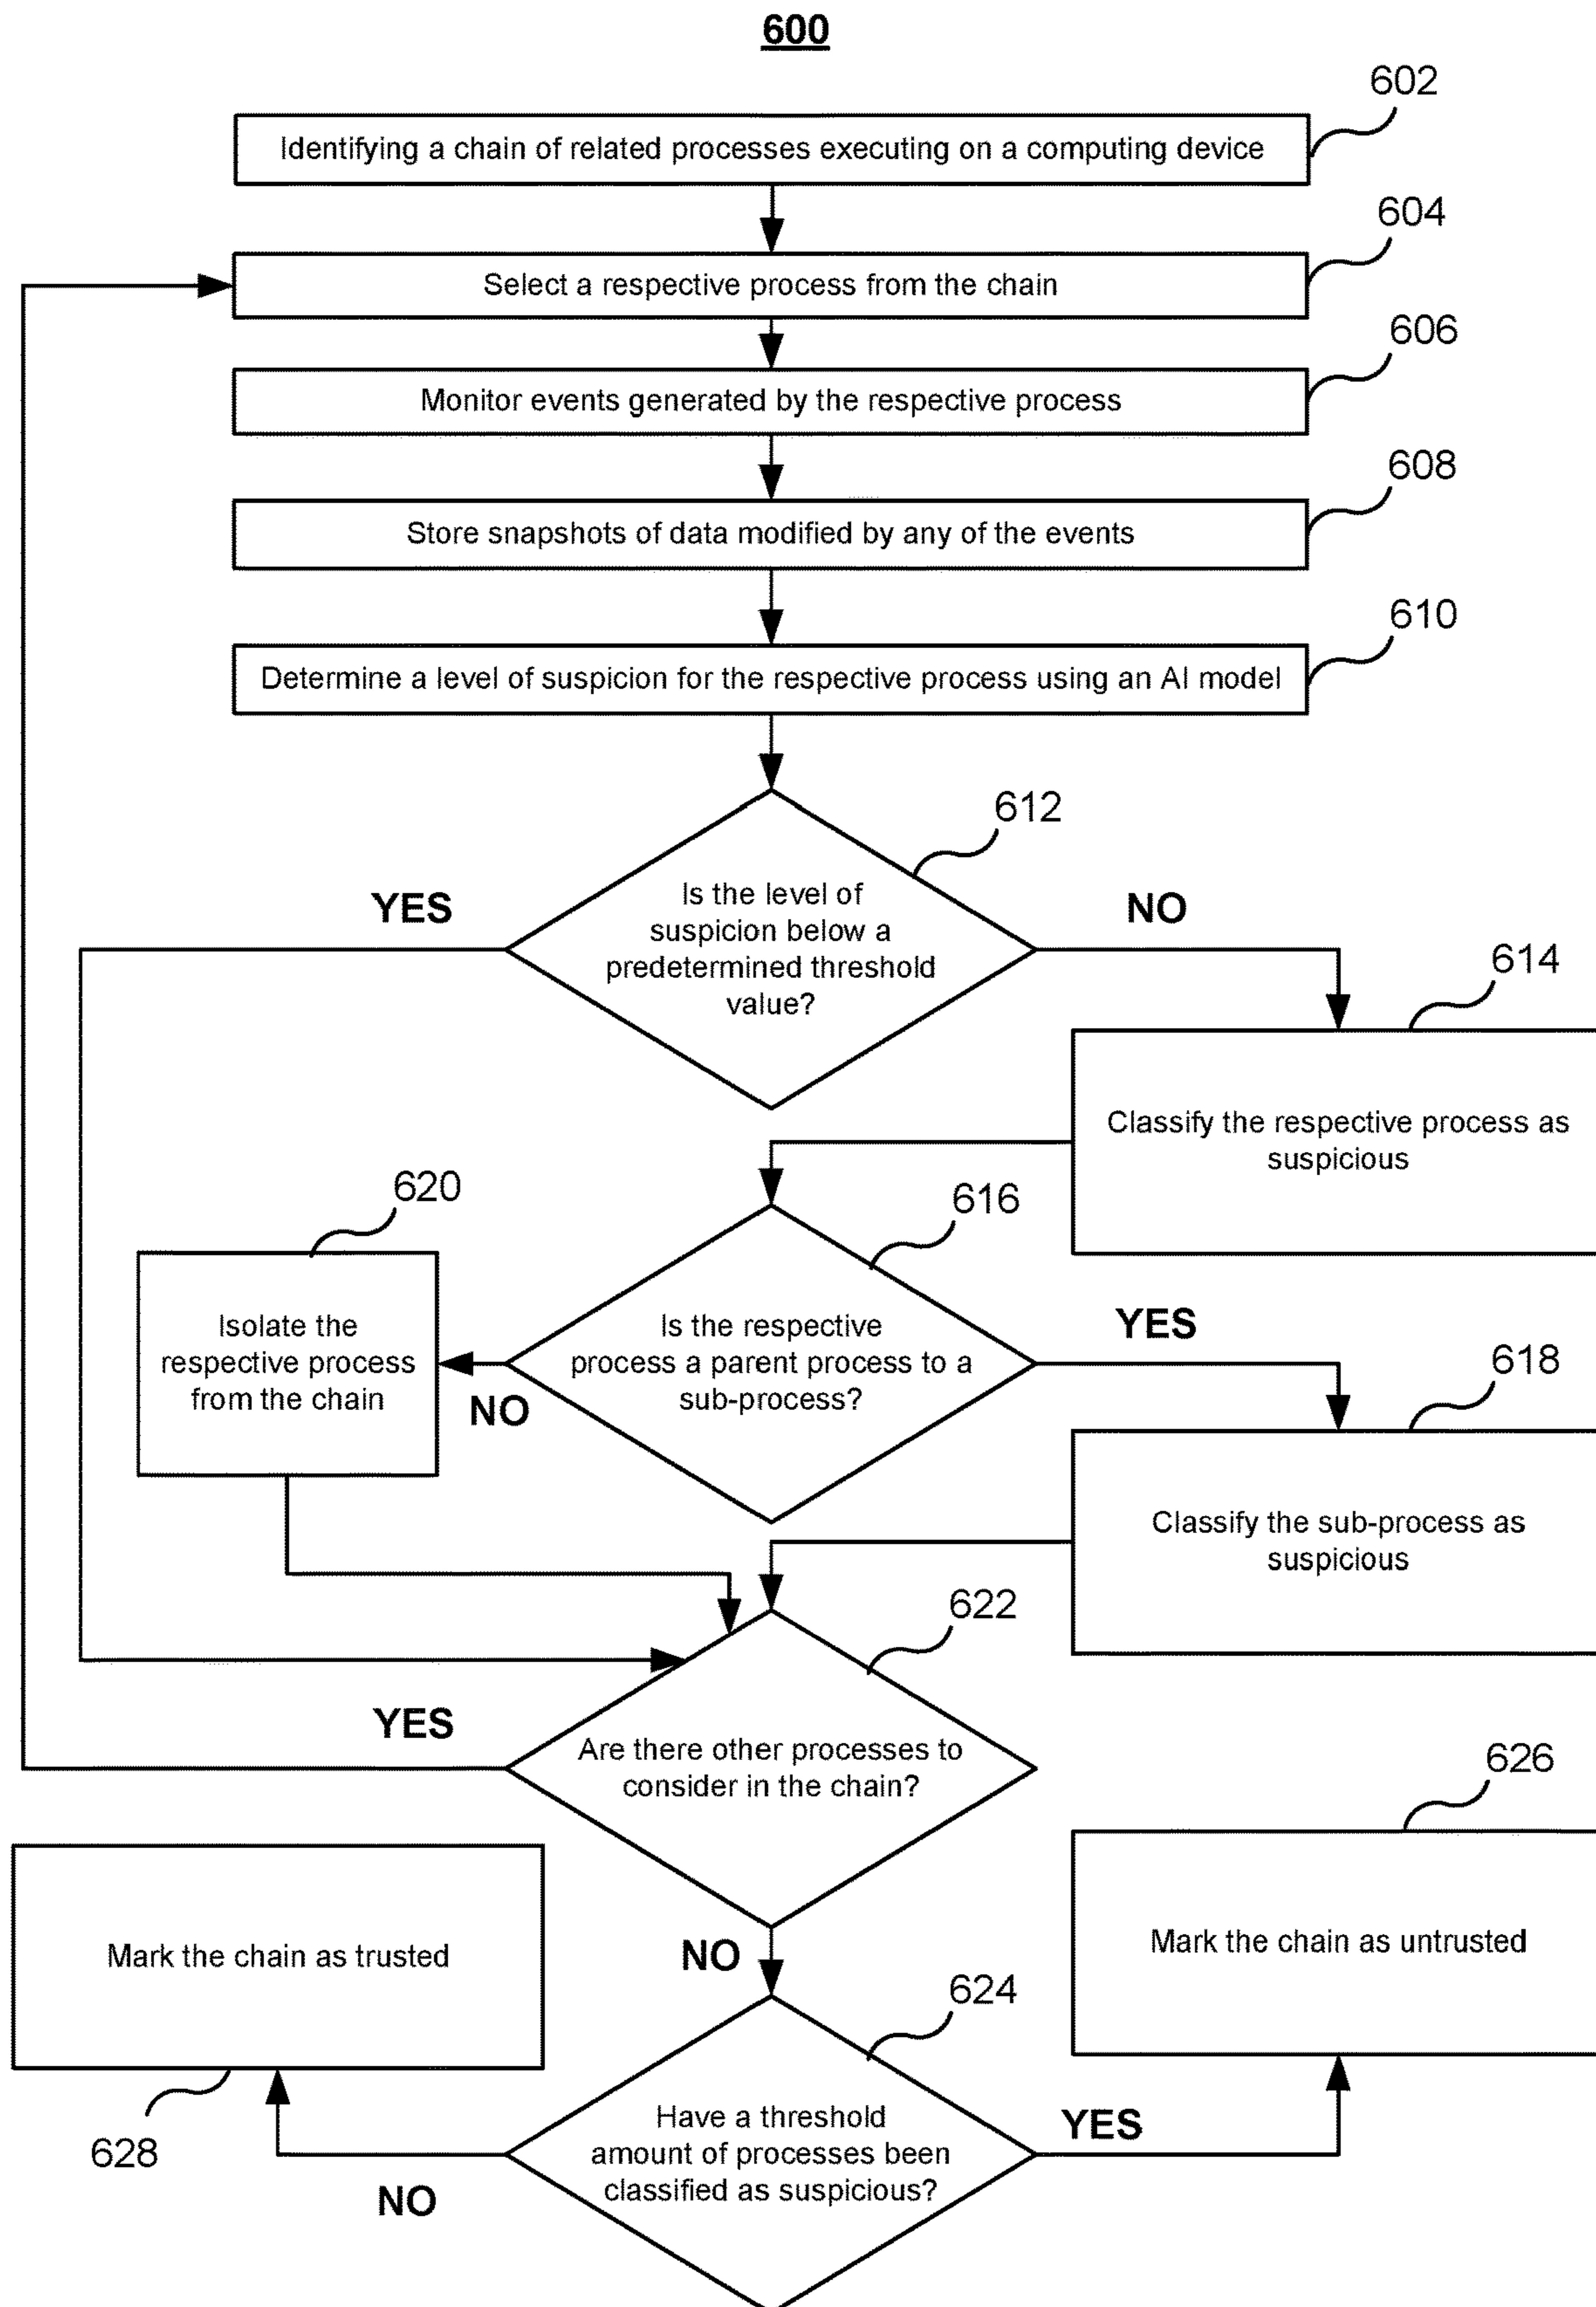 600
602
Identifying a chain of related processes executing on a computing device
604
Select a respective process from the chain
606
Monitor events generated by the respective process
608
Store snapshots of data modified by any of the events
610
Determine a level of suspicion for the respective process using an AI model
612
YES
NO
Is the level of
suspicion below a
predetermined threshold
value?
614
Classify the respective process as
suspicious
620
616
Isolate the
respective process
from the chain
Is the respective
process a parent process to a
sub-process?
YES
NO
618
Classify the sub-process as
suspicious
622
YES
Are there other processes to
consider in the chain?
626
Mark the chain as trusted
NO
Mark the chain as untrusted
624
628
Have a threshold
amount of processes been
classified as suspicious?
YES
NO